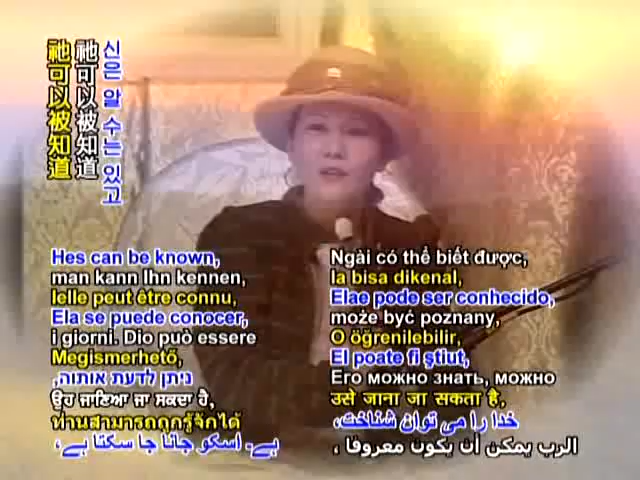 祂可以被知道
祂可以被知道
신은 알 수는 있고
Hes can be known,
man kann Ihn kennen,
Ielle peut être connu,
Ela se puede conocer,
i giorni. Dio può essere
Megismerhető,
ניתן לדעת אותוה,
ਉਹ ਜਾਣਿਆ ਜਾ ਸਕਦਾ ਹੈ,
ท่านสามารถถูกรู้จักได้
ہے۔ اسکو جانا جا سکتا ہے،
Ngài có thể biết được,
Ia bisa dikenal,
Elae pode ser conhecido,
może być poznany,
O öğrenilebilir,
El poate fi ştiut,
Его можно знать, можно
उसे जाना जा सकता है,
خدا را می توان شناخت،
الرب يمكن أن يكون معروفا ،